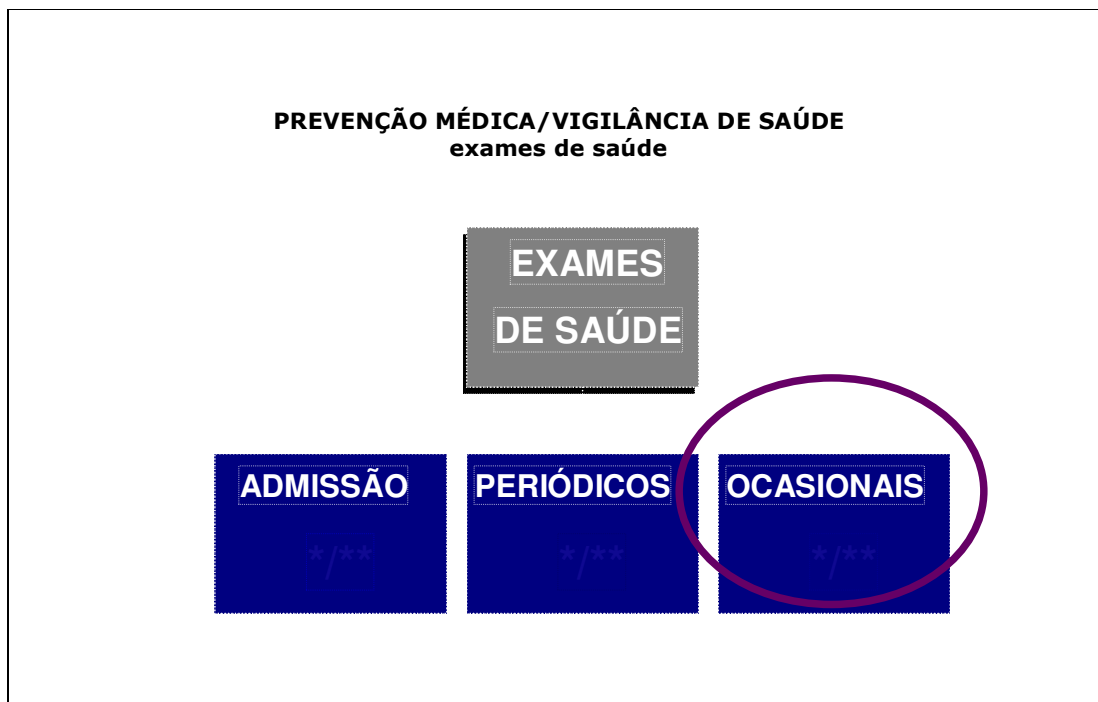 PREVENÇÃO MÉDICA/VIGILÂNCIA DE SAÚDE
exames de saúde
EXAMES
DE SAÚDE
ADMISSÃO
PERIÓDICOS
OCASIONAIS
*/**
*/**
*/**